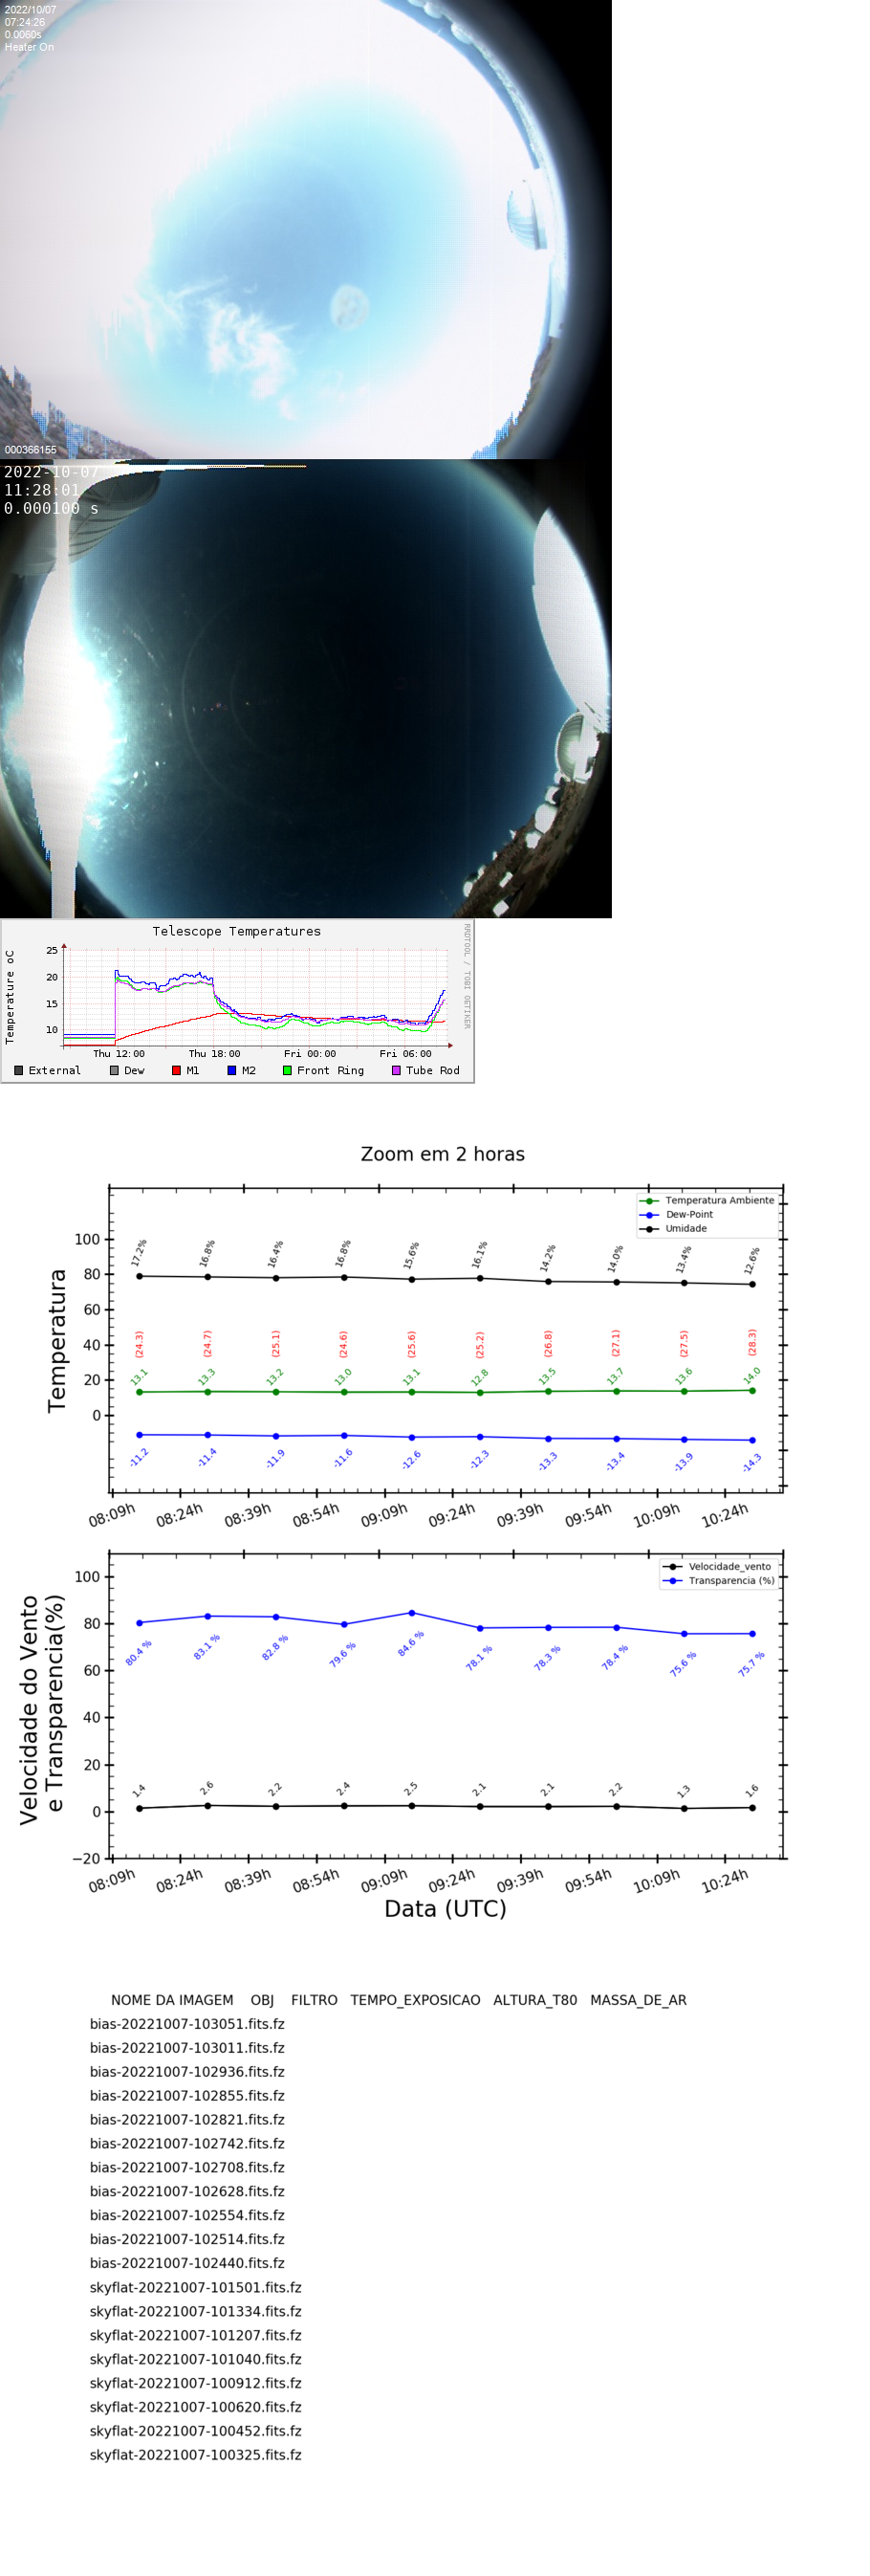 2022/10/07
07:24:26
0.0060s
Heater On
000366155
2022-10-07
11:28:01
0.000100 s
Telescope Temperatures
RRDTOOL / TOBI OETIKER
Temperature oC
25
20
15
10
Thu 12:00 Thu 18:00 Fri 00:00 Fri 06:00
External Dew M1 M2 Front Ring Tube Rod
Zoom em 2 horas
Temperatura Ambiente
Dew-Point
Umidade
Temperatura
100
80
60
40
20
0
17.2% 16.8% 16.4% 16.8% 15.6% 16.1% 14.2% 14.0% 13.4% 12.6%
(24.3) (24.7) (25.1) (24.6) (25.6) (25.2) (26.8) (27.1) (27.5) (28.3)
13.1 13.3 13.2 13.0 13.1 12.8 13.5 13.7 13.6 14.0
-11.2 -11.4 -11.9 -11.6 -12.6 -12.3 -13.3 -13.4 -13.9 -14.3
08:09h 08:24h 08:39h 08:54h 09:09h 09:24h 09:39h 09:54h 10:09h 10:24h
Velocidade_vento
Transparencia (%)
Velocidade do Vento
e Transparencia(%)
100
80
60
40
20
0
−20
80.4 % 83.1 % 82.8 % 79.6 % 84.6 % 78.1 % 78.3 % 78.4 % 75.6 % 75.7 %
1.4 2.6 2.2 2.4 2.5 2.1 2.1 2.2 1.3 1.6
08:09h 08:24h 08:39h 08:54h 09:09h 09:24h 09:39h 09:54h 10:09h 10:24h
Data (UTC)
NOME DA IMAGEM OBJ FILTRO TEMPO_EXPOSICAO ALTURA_T80 MASSA_DE_AR
bias-20221007-103051.fits.fz
bias-20221007-103011.fits.fz
bias-20221007-102936.fits.fz
bias-20221007-102855.fits.fz
bias-20221007-102821.fits.fz
bias-20221007-102742.fits.fz
bias-20221007-102708.fits.fz
bias-20221007-102628.fits.fz
bias-20221007-102554.fits.fz
bias-20221007-102514.fits.fz
bias-20221007-102440.fits.fz
skyflat-20221007-101501.fits.fz
skyflat-20221007-101334.fits.fz
skyflat-20221007-101207.fits.fz
skyflat-20221007-101040.fits.fz
skyflat-20221007-100912.fits.fz
skyflat-20221007-100620.fits.fz
skyflat-20221007-100452.fits.fz
skyflat-20221007-100325.fits.fz